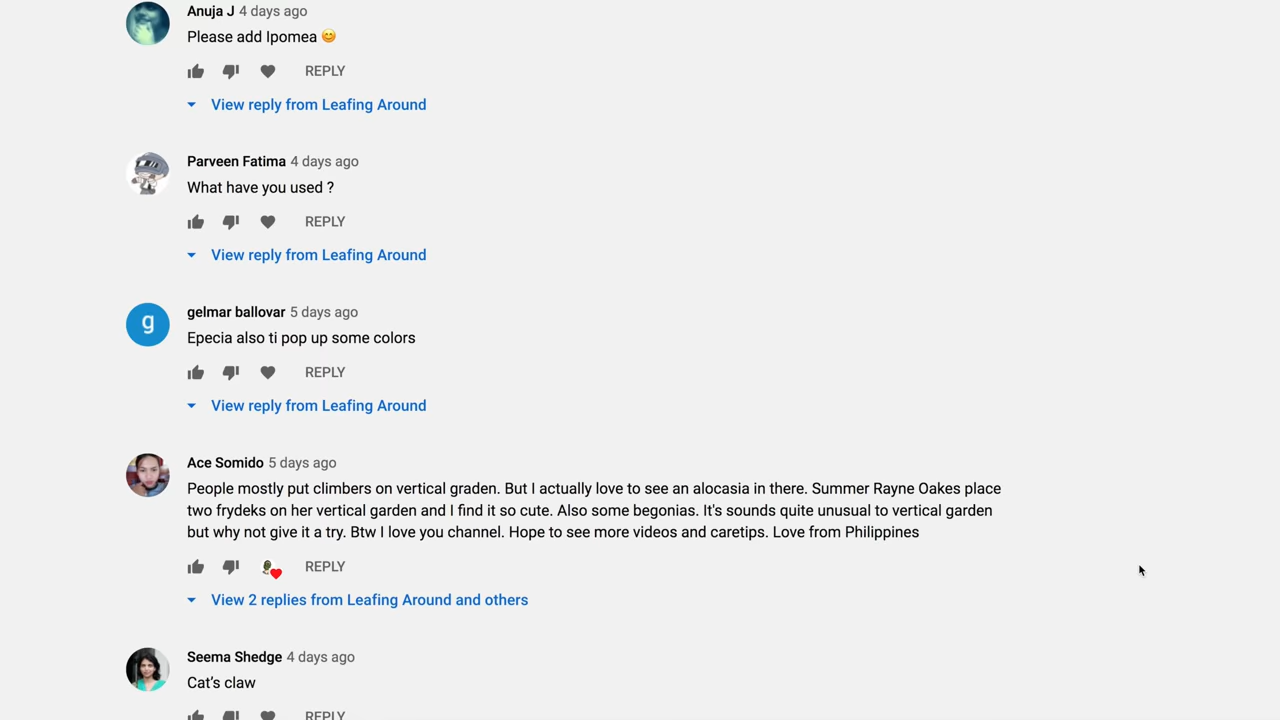 Anuja J 4 days ago
Please add Ipomea 😊
REPLY
View reply from Leafing Around
Parveen Fatima 4 days ago
What have you used ?
REPLY
View reply from Leafing Around
g
gelmar ballovar 5 days ago
Epecia also ti pop up some colors
REPLY
View reply from Leafing Around
Ace Somido 5 days ago
People mostly put climbers on vertical graden. But I actually love to see an alocasia in there. Summer Rayne Oakes place
two frydeks on her vertical garden and I find it so cute. Also some begonias. It's sounds quite unusual to vertical garden
but why not give it a try. Btw I love you channel. Hope to see more videos and caretips. Love from Philippines
REPLY
View 2 replies from Leafing Around and others
Seema Shedge 4 days ago
Cat’s claw
REPLY